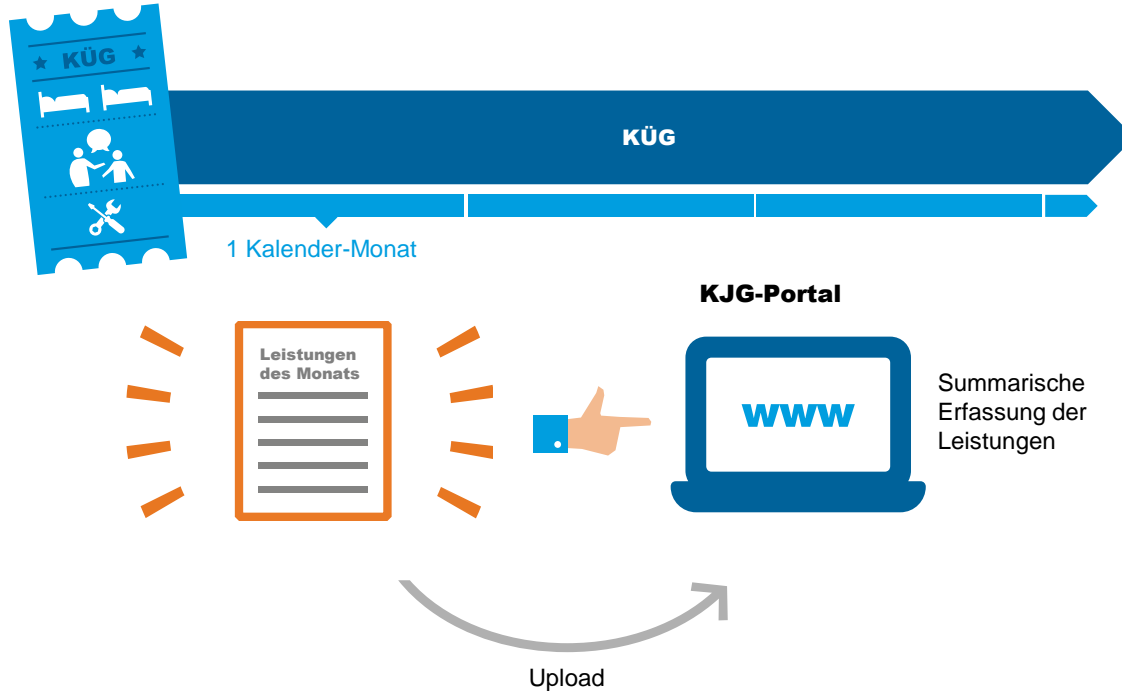 KÜG
KÜG
1 Kalender-Monat
KJG-Portal
Leistungen
des Monats
www
Summarische
Erfassung der
Leistungen
Upload